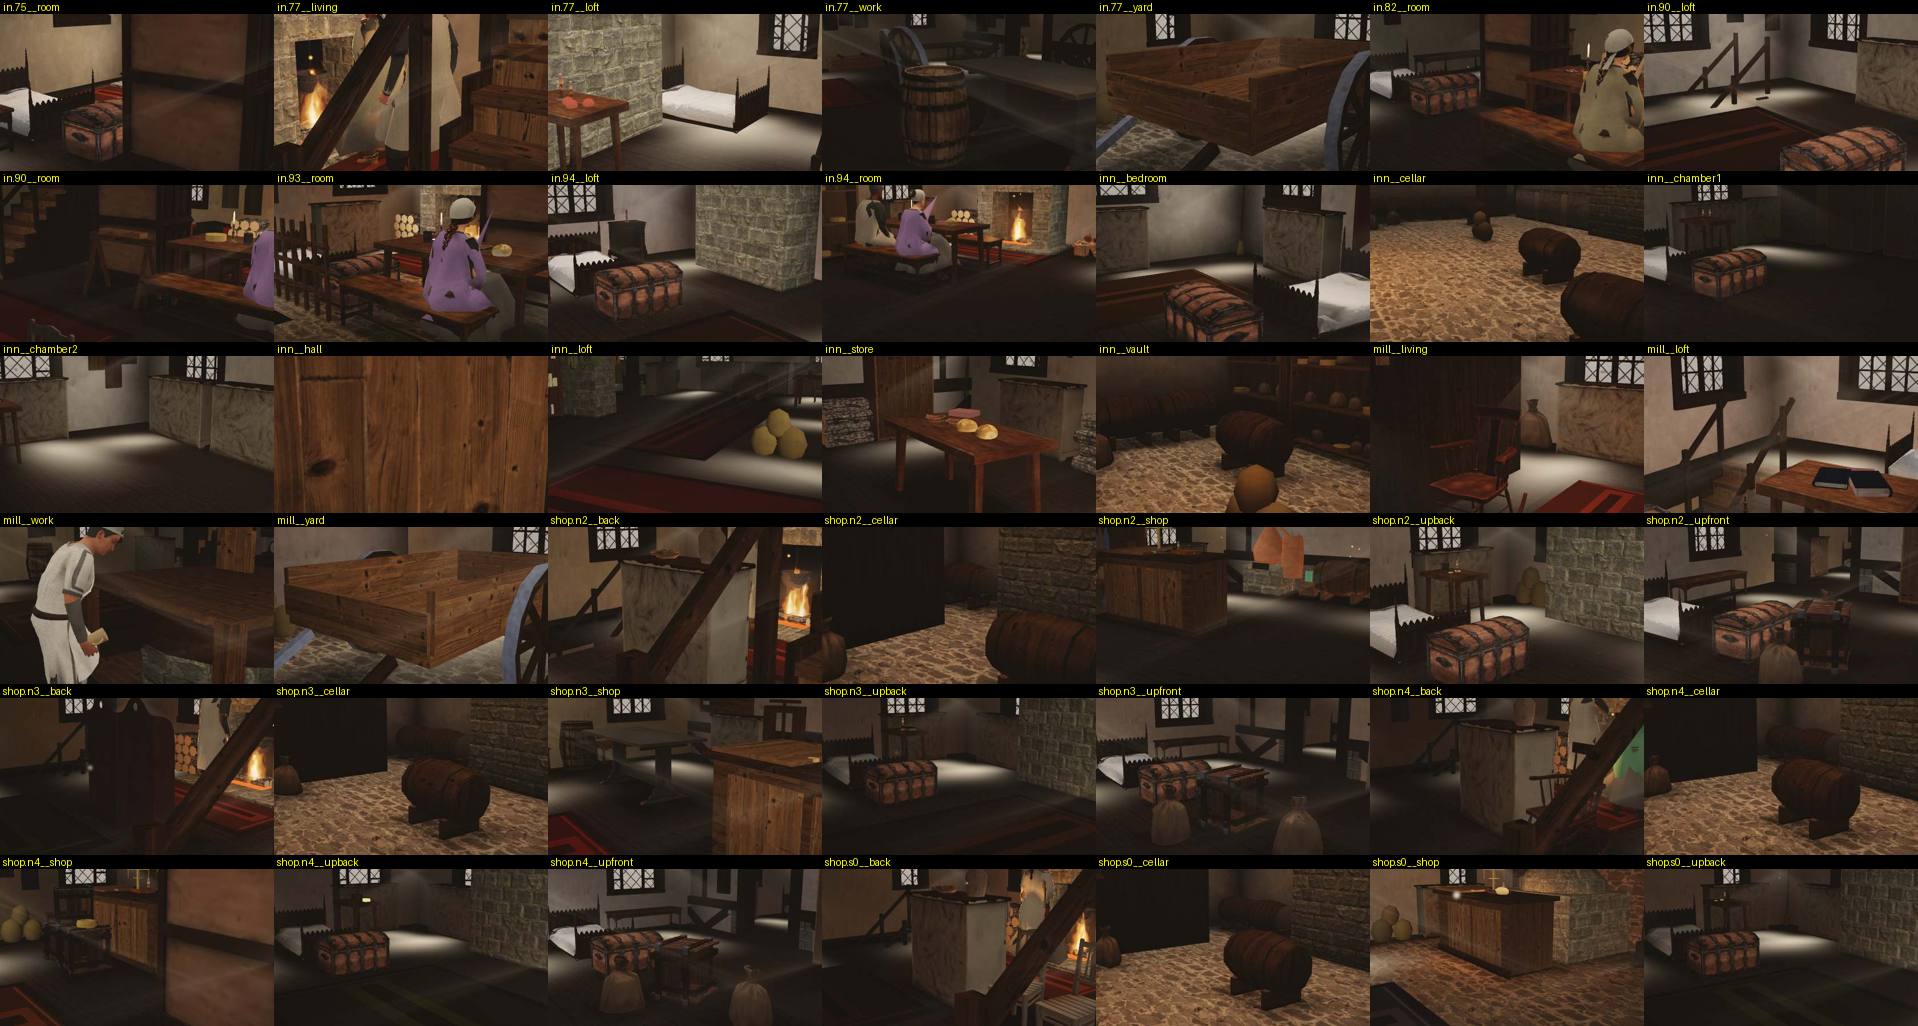 in.75__room in.77__living in.77__loft in.77__work in.77__yard in.82__room in.90__loft
in.90__room in.93__room in.94__loft in.94__room inn__bedroom inn__cellar inn__chamber1
inn__chamber2 inn__hall inn__loft inn__store inn__vault mill__living mill__loft
mill__work mill__yard shop.n2__back shop.n2__cellar shop.n2__shop shop.n2__upback shop.n2__upfront
shop.n3__back shop.n3__cellar shop.n3__shop shop.n3__upback shop.n3__upfront shop.n4__back shop.n4__cellar
shop.n4__shop shop.n4__upback shop.n4__upfront shop.s0__back shop.s0__cellar shop.s0__shop shop.s0__upback